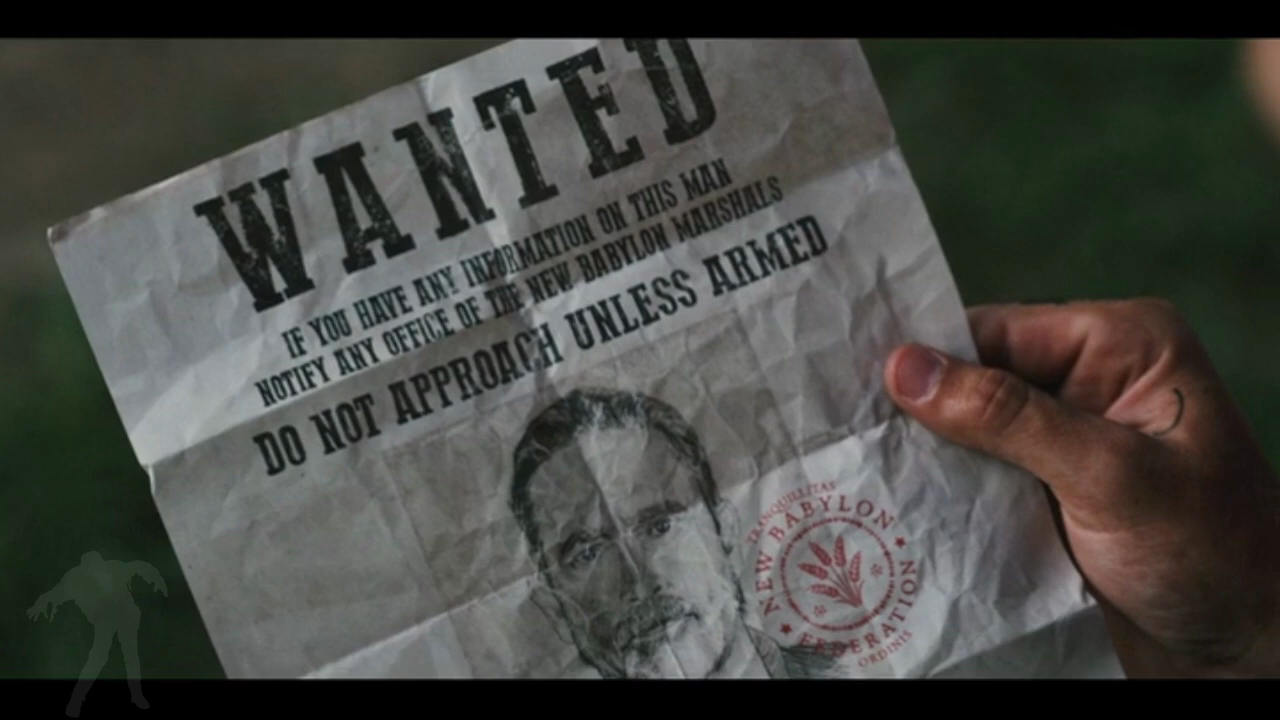 WANTED
IF YOU HAVE ANY INFORMATION ON THIS MAN
NOTIFY ANY OFFICE OF THE NEW BABYLON MARSHALS
DO NOT APPROACH UNLESS ARMED
TRANQUILLITAS
NEW BABYLON
FEDERATION
ORDINIS